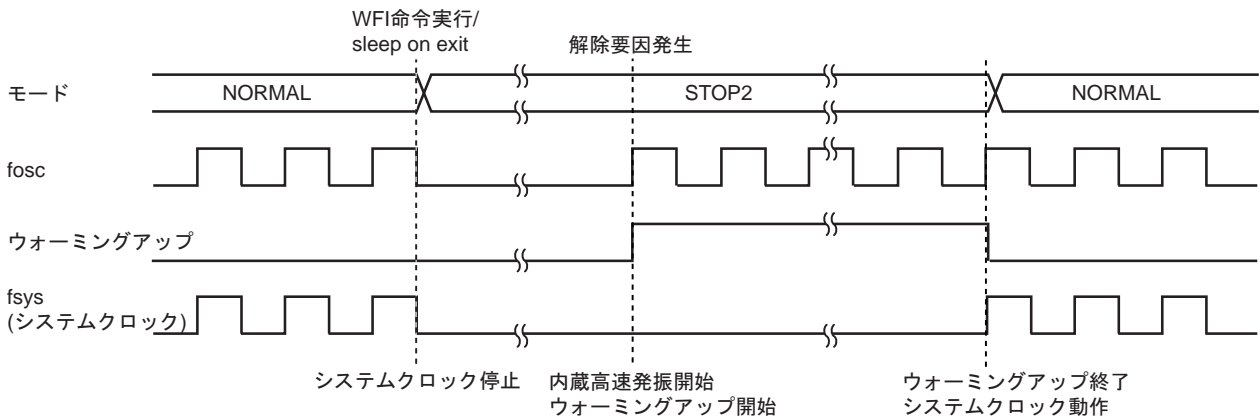 WFI命令実行/
sleep on exit
解除要因発生
モード
NORMAL
STOP2
NORMAL
fosc
ウォーミングアップ
fsys
(システムクロック)
システムクロック停止
内蔵高速発振開始
ウォーミングアップ開始
ウォーミングアップ終了
システムクロック動作